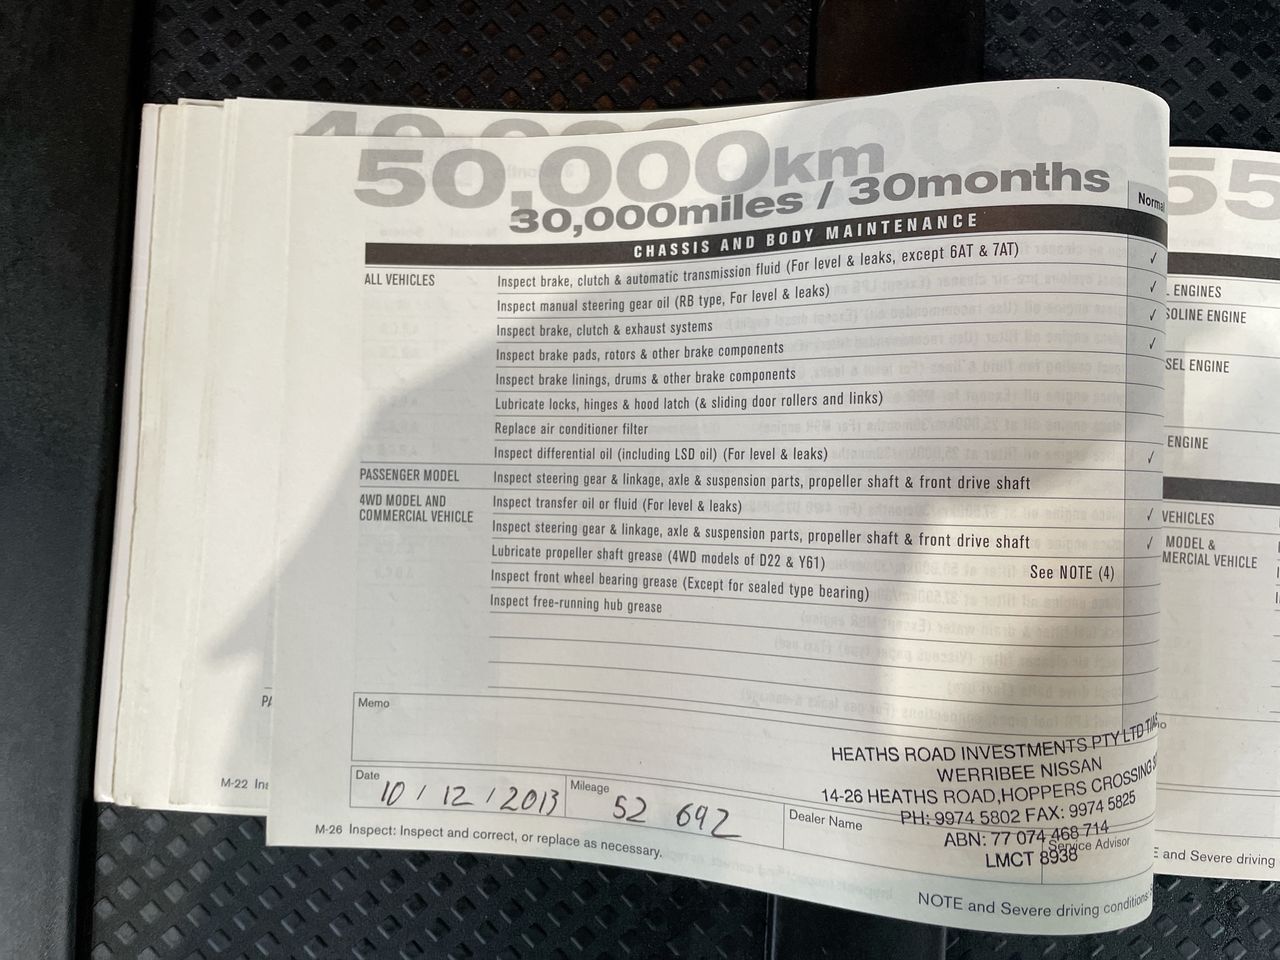 40,000
50,000km
30,000miles / 30months
Normal
CHASSIS AND BODY MAINTENANCE
ALL VEHICLES
Inspect brake, clutch & automatic transmission fluid (For level & leaks, except 6AT & 7AT) ✓
Inspect manual steering gear oil (RB type, For level & leaks) ✓
Inspect brake, clutch & exhaust systems ✓
Inspect brake pads, rotors & other brake components ✓
Inspect brake linings, drums & other brake components
Lubricate locks, hinges & hood latch (& sliding door rollers and links)
Replace air conditioner filter
Inspect differential oil (including LSD oil) (For level & leaks) ✓
PASSENGER MODEL
Inspect steering gear & linkage, axle & suspension parts, propeller shaft & front drive shaft
4WD MODEL AND
COMMERCIAL VEHICLE
Inspect transfer oil or fluid (For level & leaks) ✓
Inspect steering gear & linkage, axle & suspension parts, propeller shaft & front drive shaft ✓
Lubricate propeller shaft grease (4WD models of D22 & Y61) See NOTE (4)
Inspect front wheel bearing grease (Except for sealed type bearing)
Inspect free-running hub grease
Memo
HEATHS ROAD INVESTMENTS PTY LTD T/AS
WERRIBEE NISSAN
14-26 HEATHS ROAD, HOPPERS CROSSING
PH: 9974 5802 FAX: 9974 5825
ABN: 77 074 468 714
LMCT 8938
Date
10 / 12 / 2013
Mileage
52 692
Dealer Name
Service Advisor
M-26 Inspect: Inspect and correct, or replace as necessary.
NOTE and Severe driving conditions:
PA
M-22 Ins
55
ENGINES
SOLINE ENGINE
SEL ENGINE
ENGINE
VEHICLES
MODEL &
MERCIAL VEHICLE
E and Severe driving